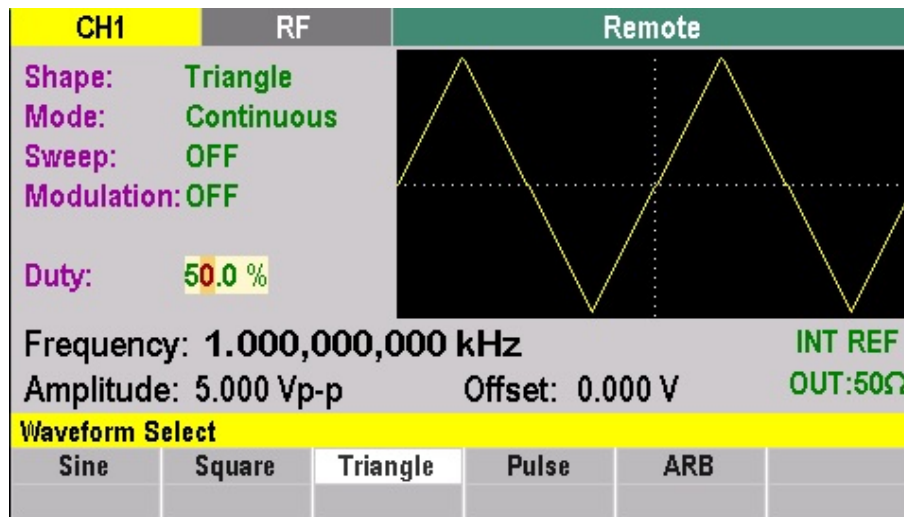 CH1 RF Remote
Shape: Triangle
Mode: Continuous
Sweep: OFF
Modulation: OFF
Duty: 50.0 %
Frequency: 1.000,000,000 kHz
INT REF
Amplitude: 5.000 Vp-p Offset: 0.000 V
OUT:50Ω
Waveform Select
Sine Square Triangle Pulse ARB